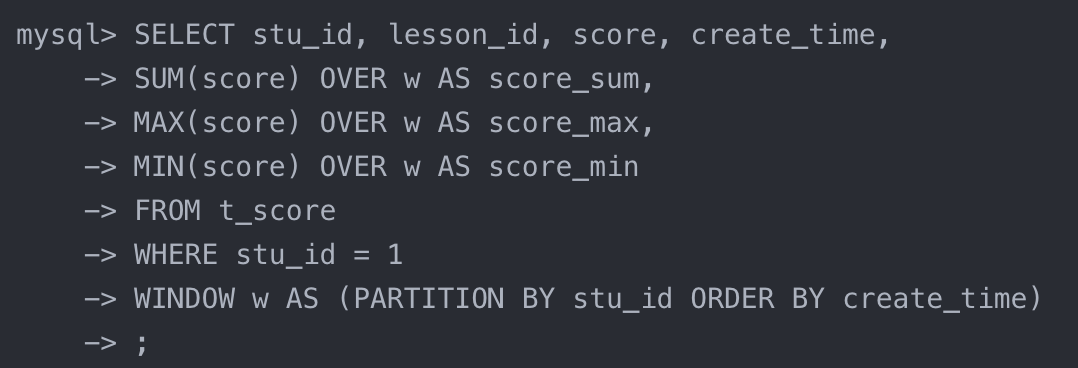 mysql> SELECT stu_id, lesson_id, score, create_time,
    -> SUM(score) OVER w AS score_sum,
    -> MAX(score) OVER w AS score_max,
    -> MIN(score) OVER w AS score_min
    -> FROM t_score
    -> WHERE stu_id = 1
    -> WINDOW w AS (PARTITION BY stu_id ORDER BY create_time)
    -> ;